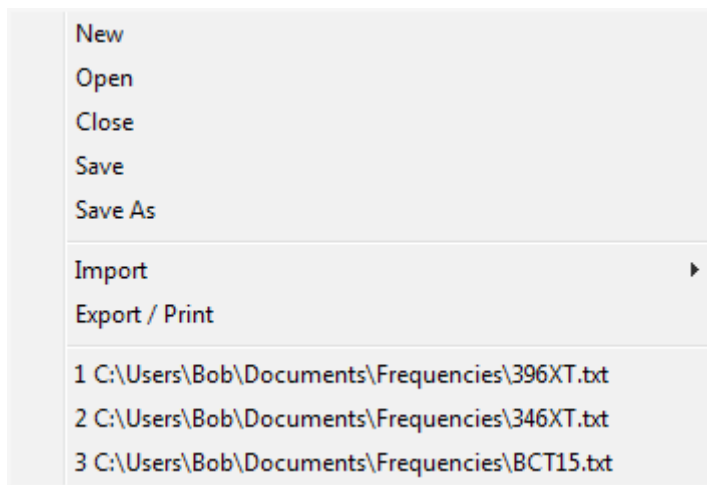 New
Open
Close
Save
Save As
Import
Export / Print
1 C:\Users\Bob\Documents\Frequencies\396XT.txt
2 C:\Users\Bob\Documents\Frequencies\346XT.txt
3 C:\Users\Bob\Documents\Frequencies\BCT15.txt